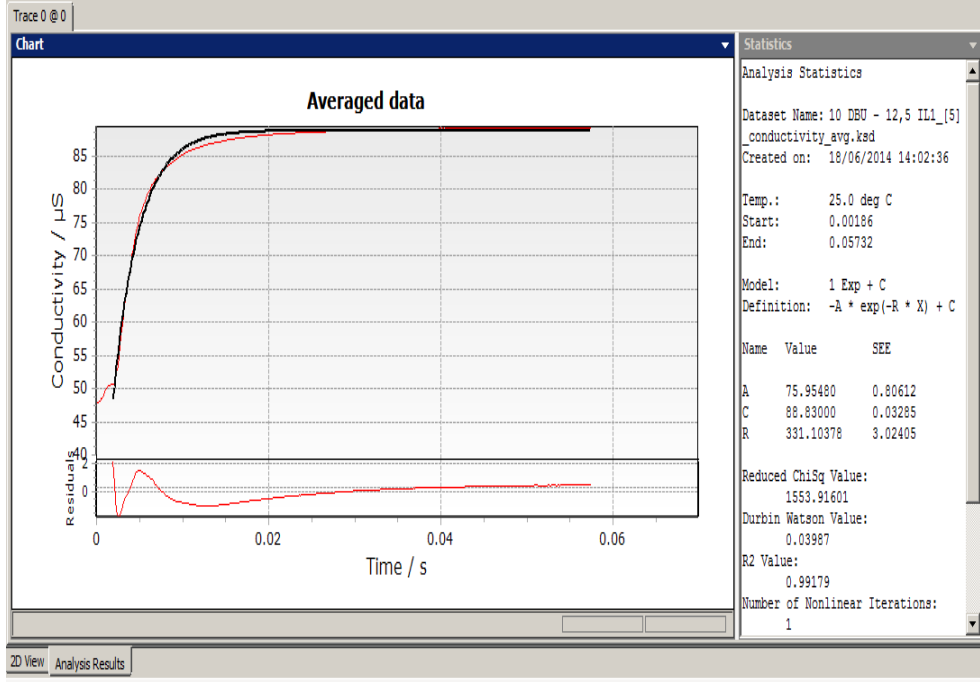 Trace 0 @ 0
Chart
Averaged data
Conductivity / µS
85
80
75
70
65
60
55
50
45
40
Residuals
2
0
0
0.02
0.04
0.06
Time / s
Statistics
Analysis Statistics
Dataset Name: 10 DBU - 12,5 IL1_[5]
_conductivity_avg.ksd
Created on: 18/06/2014 14:02:36
Temp.: 25.0 deg C
Start: 0.00186
End: 0.05732
Model: 1 Exp + C
Definition: -A * exp(-R * X) + C
Name Value SEE
A 75.95480 0.80612
C 88.83000 0.03285
R 331.10378 3.02405
Reduced ChiSq Value:
1553.91601
Durbin Watson Value:
0.03987
R2 Value:
0.99179
Number of Nonlinear Iterations:
1
2D View
Analysis Results